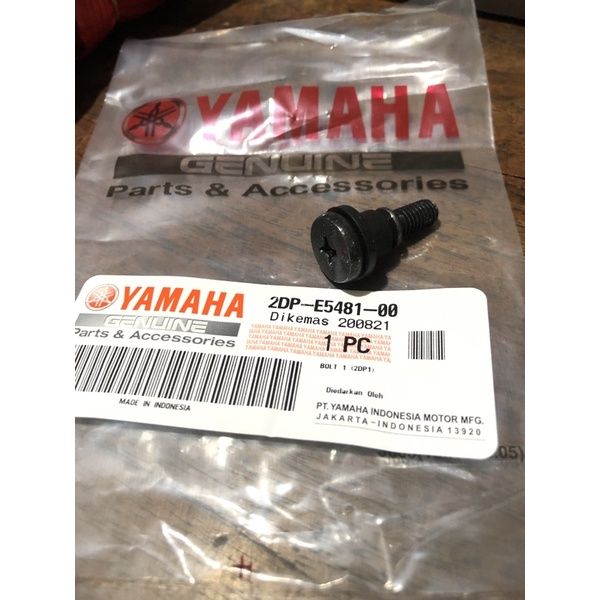 YAMAHA
GENUINE
Parts & Accessories
YAMAHA
GENUINE
Parts & Accessories
MADE IN INDONESIA
2DP-E5481-00
Dikemas 200821
1 PC
BOLT 1 (2DP1)
Diedarkan Oleh
PT. YAMAHA INDONESIA MOTOR MFG.
JAKARTA-INDONESIA 13920